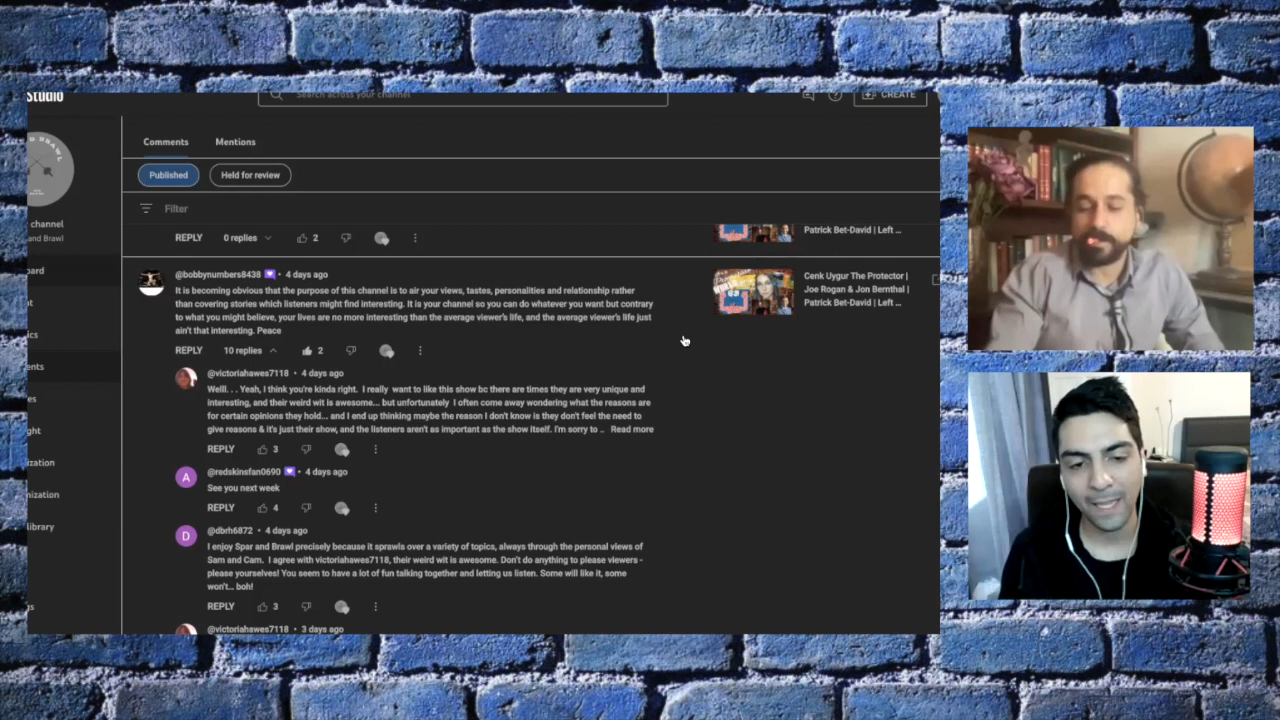 Studio
Search across your channel
CREATE
channel
and Brawl
Comments
Mentions
Published
Held for review
Filter
REPLY 0 replies 2
Patrick Bet-David | Left ...
@bobbynumbers8438 • 4 days ago
It is becoming obvious that the purpose of this channel is to air your views, tastes, personalities and relationship rather
than covering stories which listeners might find interesting. It is your channel so you can do whatever you want but contrary
to what you might believe, your lives are no more interesting than the average viewer's life, and the average viewer's life just
ain't that interesting. Peace
Cenk Uygur The Protector |
Joe Rogan & Jon Bernthal |
Patrick Bet-David | Left ...
REPLY 10 replies 2
@victoriahawes7118 • 4 days ago
Welll. . . Yeah, I think you're kinda right. I really want to like this show bc there are times they are very unique and
interesting, and their weird wit is awesome... but unfortunately I often come away wondering what the reasons are
for certain opinions they hold... and I end up thinking maybe the reason I don't know is they don't feel the need to
give reasons & it's just their show, and the listeners aren't as important as the show itself. I'm sorry to .. Read more
REPLY 3
A
@redskinsfan0690 • 4 days ago
See you next week
REPLY 4
D
@dbrh6872 • 4 days ago
I enjoy Spar and Brawl precisely because it sprawls over a variety of topics, always through the personal views of
Sam and Cam. I agree with victoriahawes7118, their weird wit is awesome. Don't do anything to please viewers -
please yourselves! You seem to have a lot of fun talking together and letting us listen. Some will like it, some
won't... boh!
REPLY 3
@victoriahawes7118 • 3 days ago